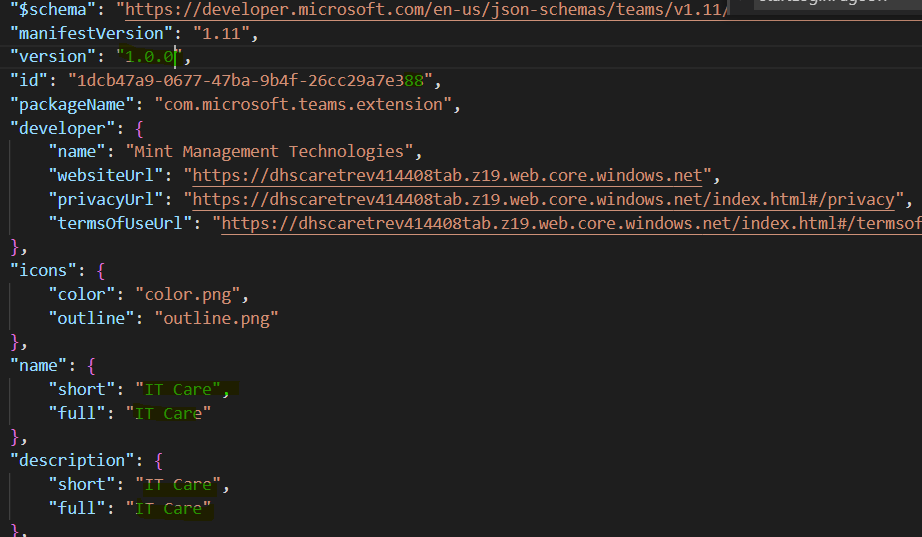 "$schema": "https://developer.microsoft.com/en-us/json-schemas/teams/v1.11/
"manifestVersion": "1.11",
"version": "1.0.0",
"id": "1dcb47a9-0677-47ba-9b4f-26cc29a7e388",
"packageName": "com.microsoft.teams.extension",
"developer": {
"name": "Mint Management Technologies",
"websiteUrl": "https://dhscaretrev414408tab.z19.web.core.windows.net",
"privacyUrl": "https://dhscaretrev414408tab.z19.web.core.windows.net/index.html#/privacy",
"termsOfUseUrl": "https://dhscaretrev414408tab.z19.web.core.windows.net/index.html#/termsof
},
"icons": {
"color": "color.png",
"outline": "outline.png"
},
"name": {
"short": "IT Care",
"full": "IT Care"
},
"description": {
"short": "IT Care",
"full": "IT Care"
},